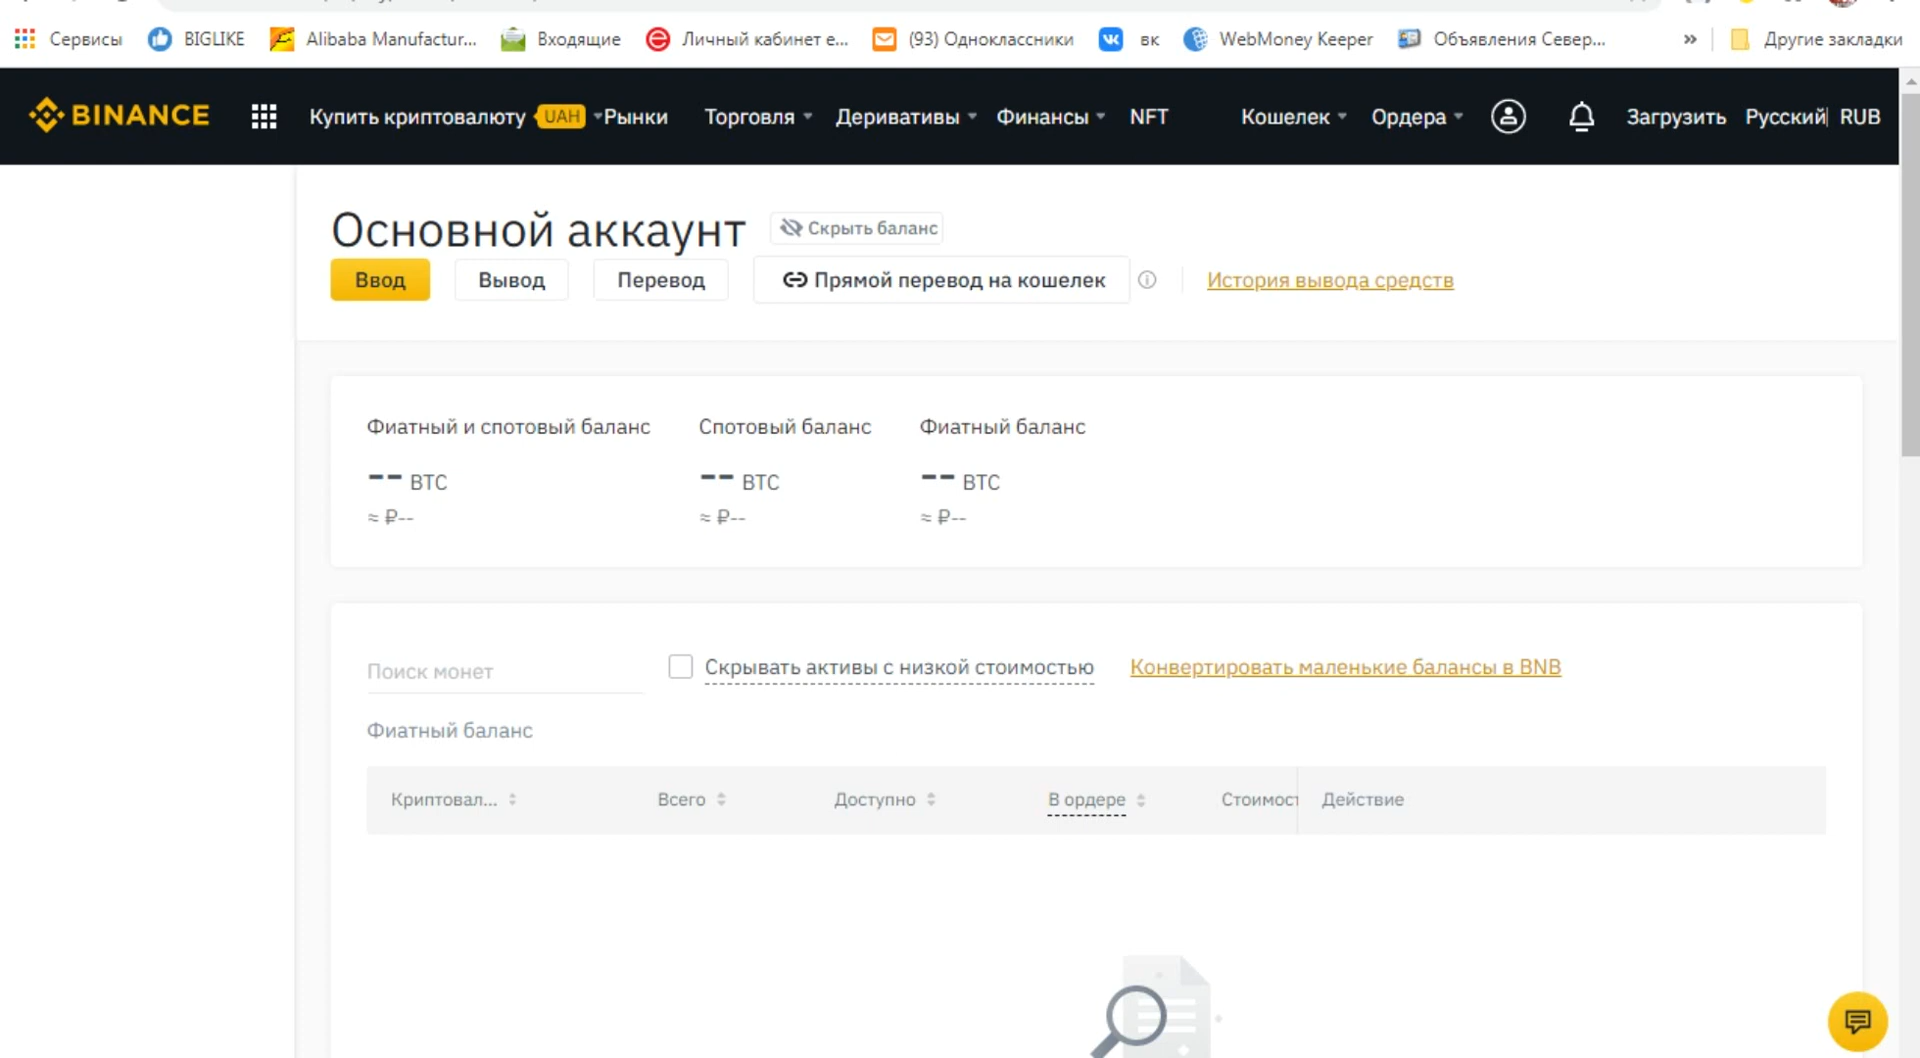 Сервисы BIGLIKE Alibaba Manufactur... Входящие Личный кабинет е... (93) Одноклассники вк WebMoney Keeper Объявления Север... » Другие закладки
BINANCE Купить криптовалюту UAH Рынки Торговля Деривативы Финансы NFT Кошелек Ордера Загрузить Русский RUB
Основной аккаунт Скрыть баланс
Ввод Вывод Перевод Прямой перевод на кошелек История вывода средств
Фиатный и спотовый баланс Спотовый баланс Фиатный баланс
-- BTC -- BTC -- BTC
≈ ₽-- ≈ ₽-- ≈ ₽--
Поиск монет Скрывать активы с низкой стоимостью Конвертировать маленькие балансы в BNB
Фиатный баланс
Криптовал... Всего Доступно В ордере Стоимост Действие